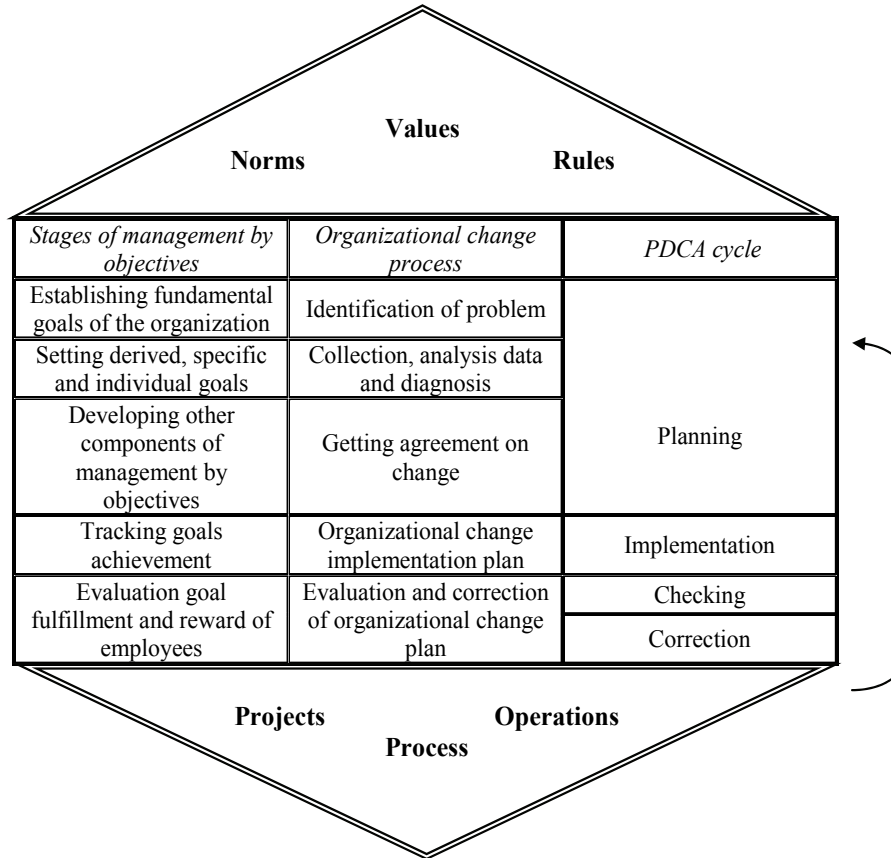 Values
Norms Rules
Stages of management by
objectives
Organizational change
process
PDCA cycle
Establishing fundamental
goals of the organization
Identification of problem
Setting derived, specific
and individual goals
Collection, analysis data
and diagnosis
Developing other
components of
management by
objectives
Getting agreement on
change
Planning
Tracking goals
achievement
Organizational change
implementation plan
Implementation
Evaluation goal
fulfillment and reward of
employees
Evaluation and correction
of organizational change
plan
Checking
Correction
Projects Operations
Process